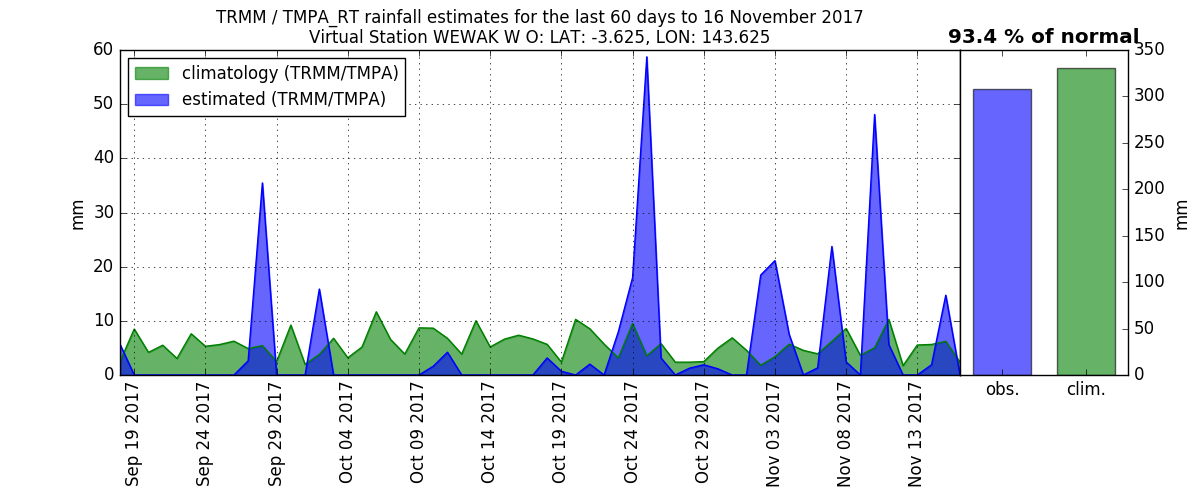 TRMM / TMPA_RT rainfall estimates for the last 60 days to 16 November 2017
Virtual Station WEWAK W O: LAT: -3.625, LON: 143.625
93.4 % of normal
climatology (TRMM/TMPA)
estimated (TRMM/TMPA)
60
50
40
30
20
10
0
mm
350
300
250
200
150
100
50
0
mm
Sep 19 2017
Sep 24 2017
Sep 29 2017
Oct 04 2017
Oct 09 2017
Oct 14 2017
Oct 19 2017
Oct 24 2017
Oct 29 2017
Nov 03 2017
Nov 08 2017
Nov 13 2017
obs.
clim.